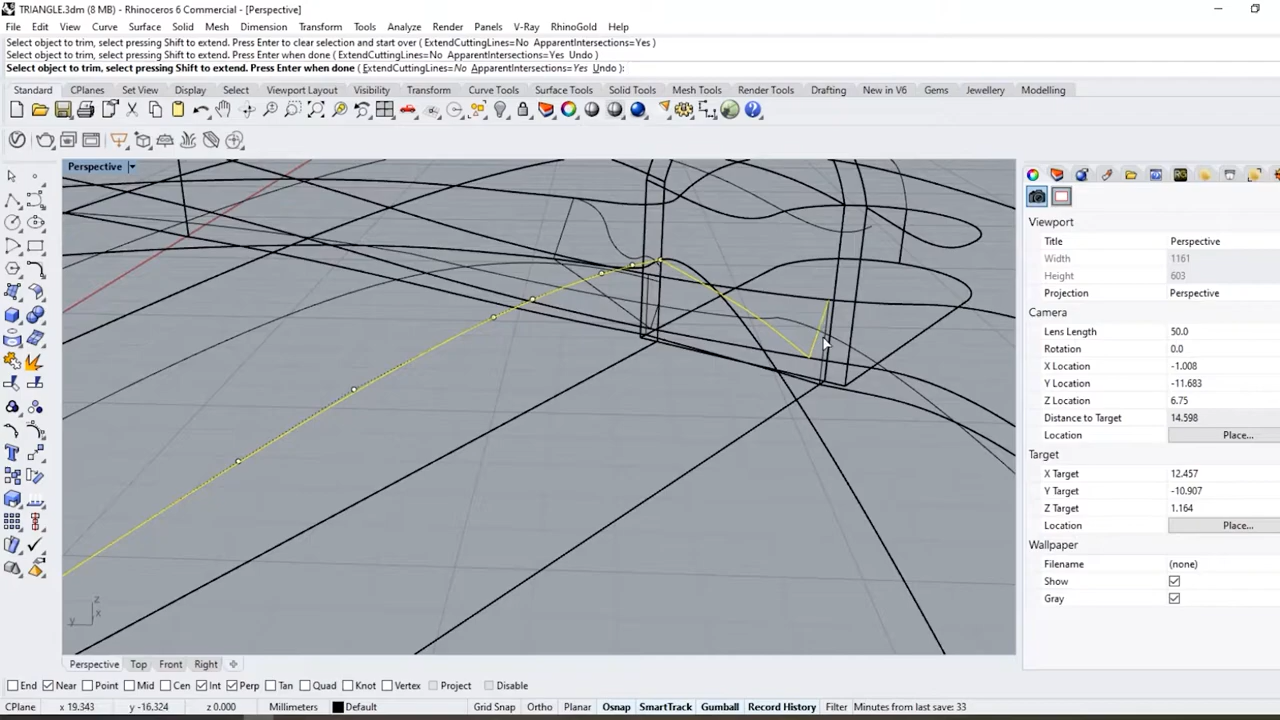 TRIANGLE.3dm (8 MB) - Rhinoceros 6 Commercial - [Perspective]
File Edit View Curve Surface Solid Mesh Dimension Transform Tools Analyze Render Panels V-Ray RhinoGold Help
Select object to trim, select pressing Shift to extend. Press Enter to clear selection and start over ( ExtendCuttingLines=No ApparentIntersections=Yes )
Select object to trim, select pressing Shift to extend. Press Enter when done ( ExtendCuttingLines=No ApparentIntersections=Yes Undo )
Select object to trim, select pressing Shift to extend. Press Enter when done ( ExtendCuttingLines=No ApparentIntersections=Yes Undo ):
Standard CPlanes Set View Display Select Viewport Layout Visibility Transform Curve Tools Surface Tools Solid Tools Mesh Tools Render Tools Drafting New in V6 Gems Jewellery Modelling
Perspective
Viewport
Title Perspective
Width 1161
Height 603
Projection Perspective
Camera
Lens Length 50.0
Rotation 0.0
X Location -1.008
Y Location -11.683
Z Location 6.75
Distance to Target 14.598
Location Place...
Target
X Target 12.457
Y Target -10.907
Z Target 1.164
Location Place...
Wallpaper
Filename (none)
Show
Gray
z
y x
Perspective Top Front Right
End Near Point Mid Cen Int Perp Tan Quad Knot Vertex Project Disable
CPlane x 19.343 y -16.324 z 0.000 Millimeters Default Grid Snap Ortho Planar Osnap SmartTrack Gumball Record History Filter Minutes from last save: 33